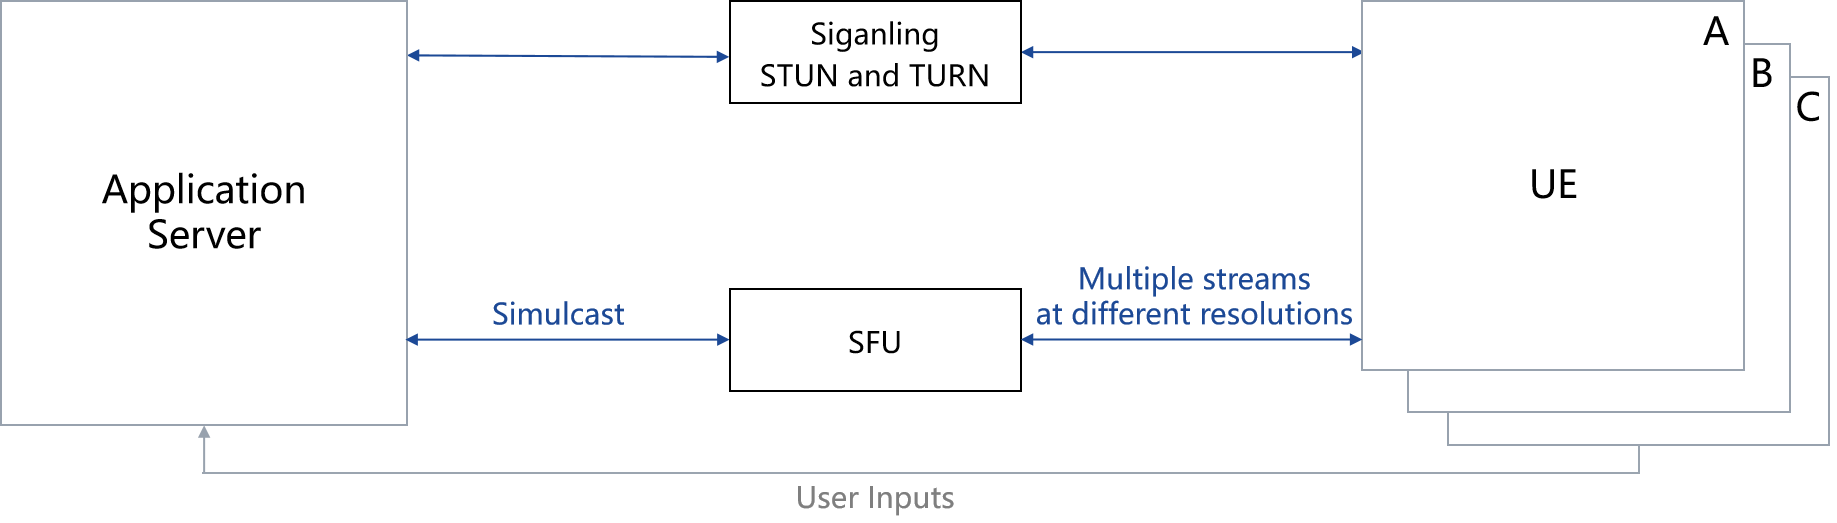 Siganling
STUN and TURN
A
B
C
Application
Server
UE
Simulcast
SFU
Multiple streams
at different resolutions
User Inputs